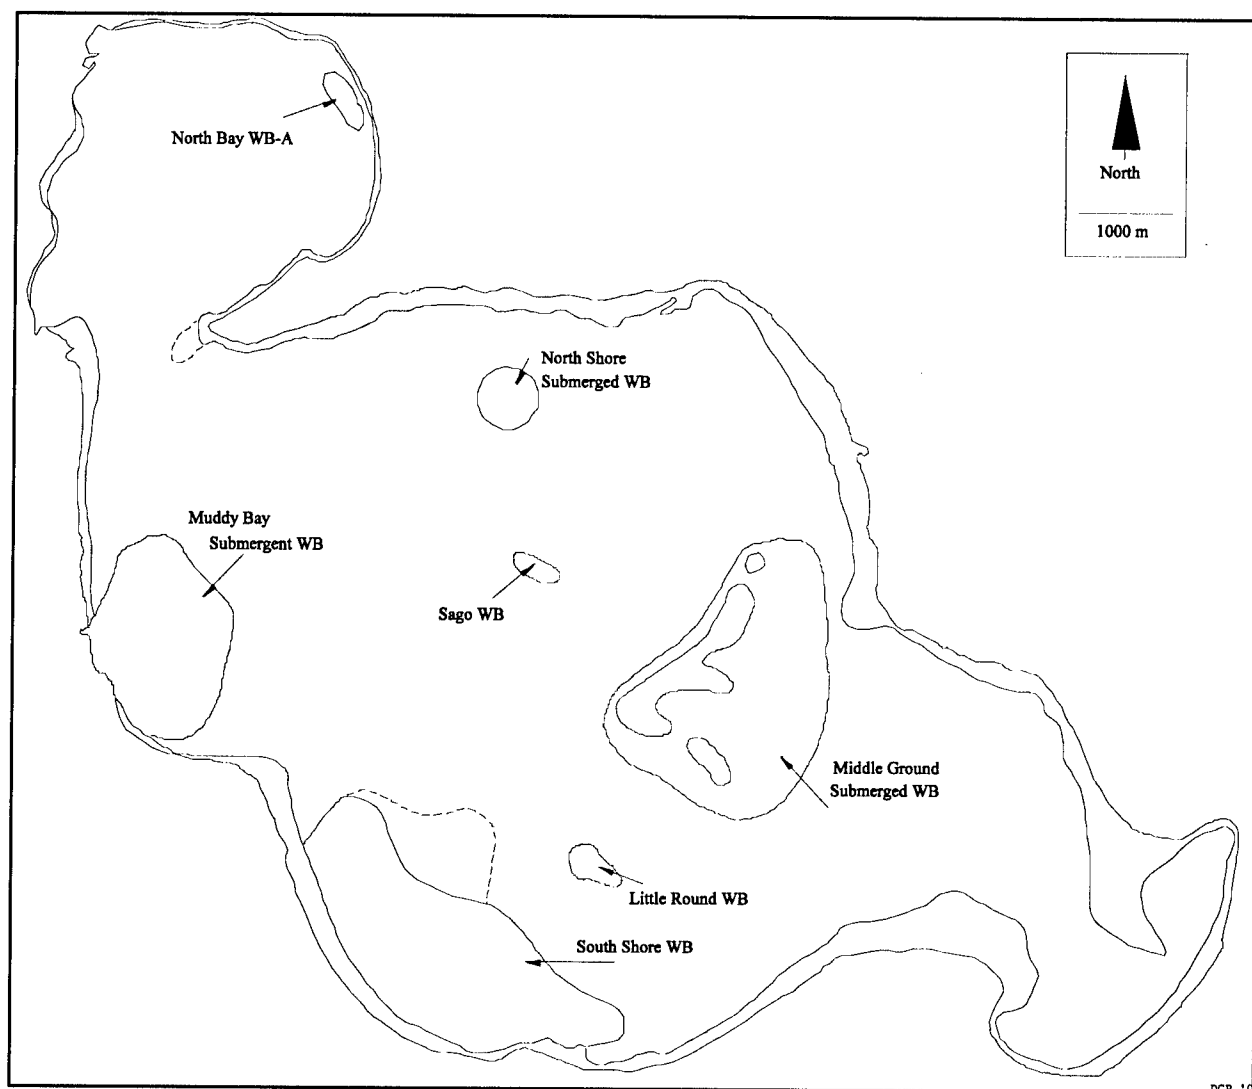 North Bay WB-A
North
1000 m
North Shore
Submerged WB
Muddy Bay
Submergent WB
Sago WB
Middle Ground
Submerged WB
Little Round WB
South Shore WB